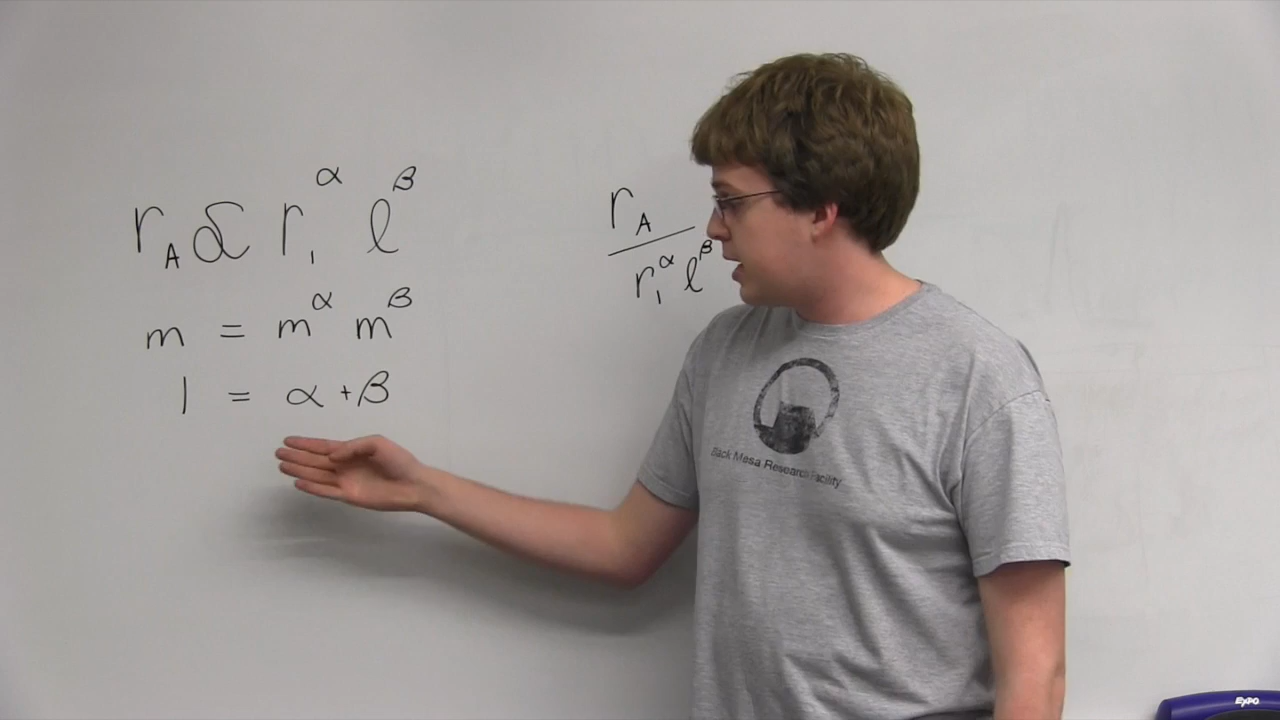 r_A ∝ r_1^α l^β
m = m^α m^β
1 = α + β
r_A
r_1^α l^β
Black Mesa Research Facility
EXPO